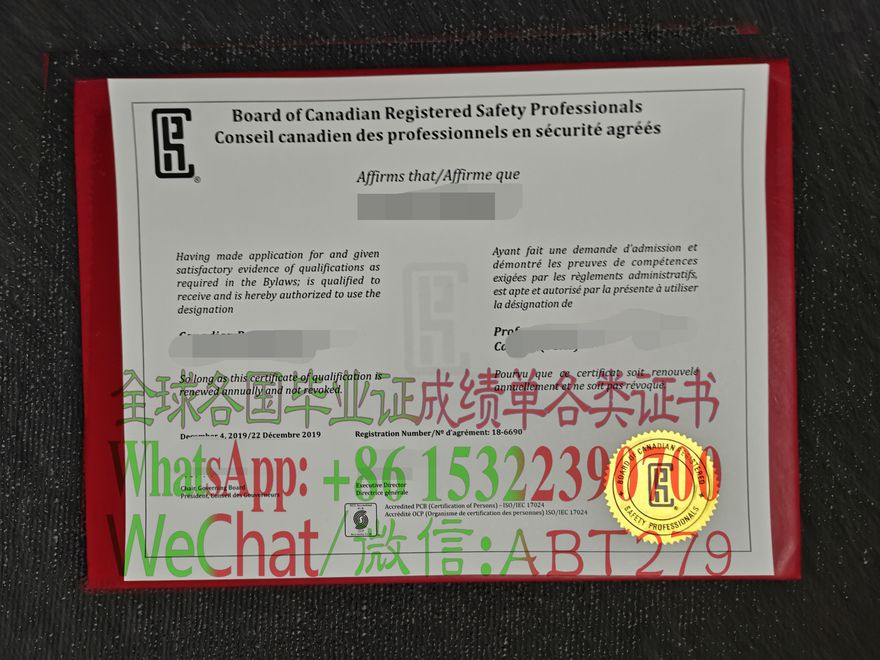 Board of Canadian Registered Safety Professionals
Conseil canadien des professionnels en sécurité agréés
Affirms that/Affirme que
Having made application for and given
satisfactory evidence of qualifications as
required in the Bylaws; is qualified to
receive and is hereby authorized to use the
designation
Ayant fait une demande d'admission et
démontré les preuves de compétences
exigées par les règlements administratifs,
est apte et autorisé par la présente à utiliser
la désignation de
So long as this certificate of qualification is
renewed annually and not revoked.
Pourvu que ce certificat soit renouvelé
annuellement et ne soit pas révoqué.
全球各国毕业证成绩单各类证书
December 4, 2019/22 Décembre 2019
Registration Number/Nº d'agrément: 18-6690
WhatsApp: +86 15322390709
Chair Governing Board
President, Conseil des Gouverneurs
Executive Director
Directrice générale
Accredited PCB (Certification of Persons) – ISO/IEC 17024
Accrédité OCP (Organisme de certification des personnes) ISO/IEC 17024
BOARD OF CANADIAN REGISTERED
SAFETY PROFESSIONALS
WeChat/微信:ABT279